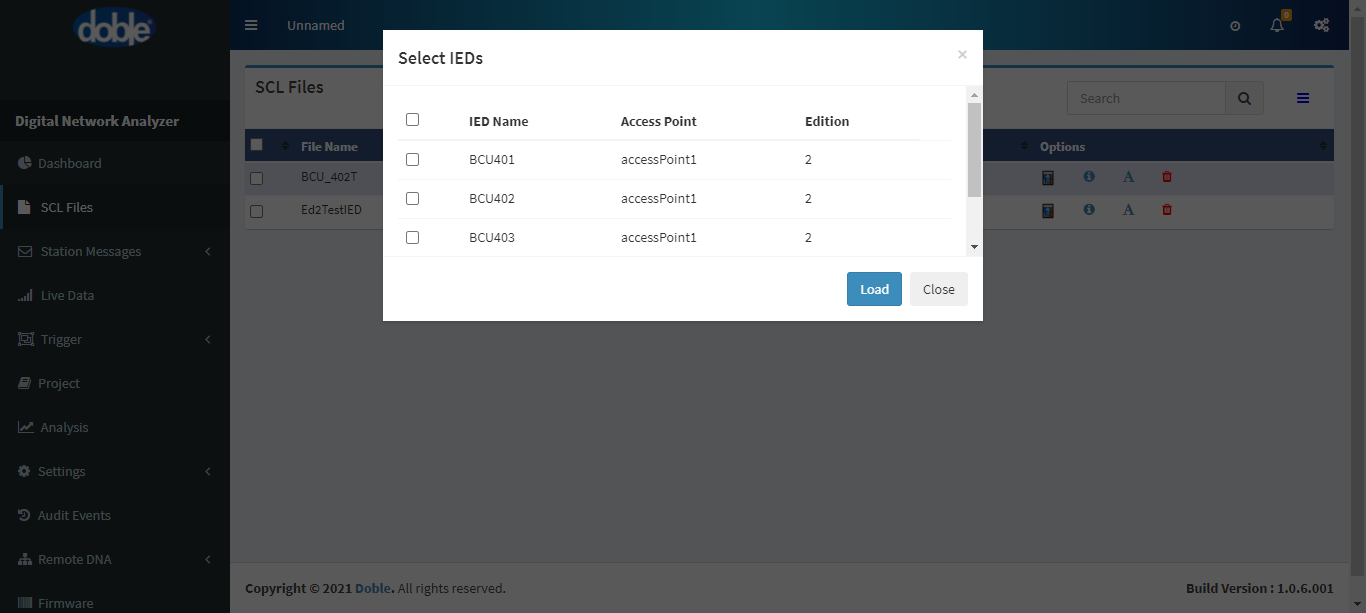 doble
Unnamed
0
Digital Network Analyzer
Dashboard
SCL Files
Station Messages
Live Data
Trigger
Project
Analysis
Settings
Audit Events
Remote DNA
Firmware
SCL Files
Search
File Name
Options
BCU_402T
Ed2TestIED
Select IEDs
×
IED Name Access Point Edition
BCU401 accessPoint1 2
BCU402 accessPoint1 2
BCU403 accessPoint1 2
Load Close
Copyright © 2021 Doble. All rights reserved.
Build Version : 1.0.6.001